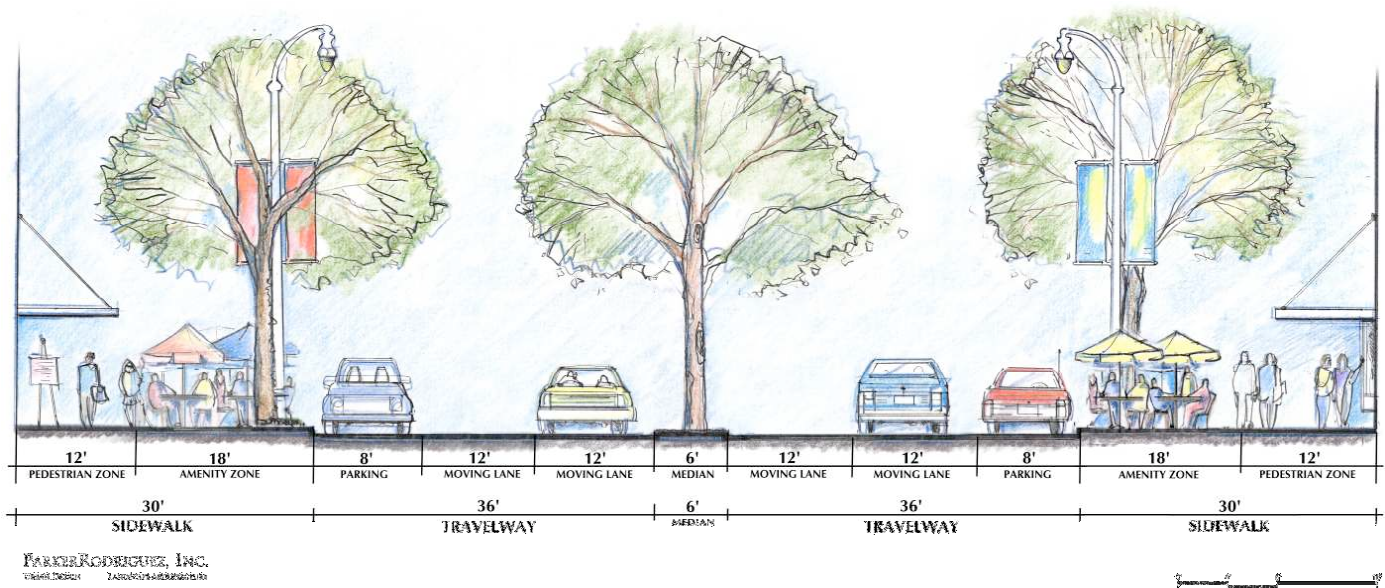 12' 18' 8' 12' 12' 6' 12' 12' 8' 18' 12'
PEDESTRIAN ZONE AMENITY ZONE PARKING MOVING LANE MOVING LANE MEDIAN MOVING LANE MOVING LANE PARKING AMENITY ZONE PEDESTRIAN ZONE
30' 36' 6' 36' 30'
SIDEWALK TRAVELWAY MEDIAN TRAVELWAY SIDEWALK
PARKERRODRIGUEZ, INC.